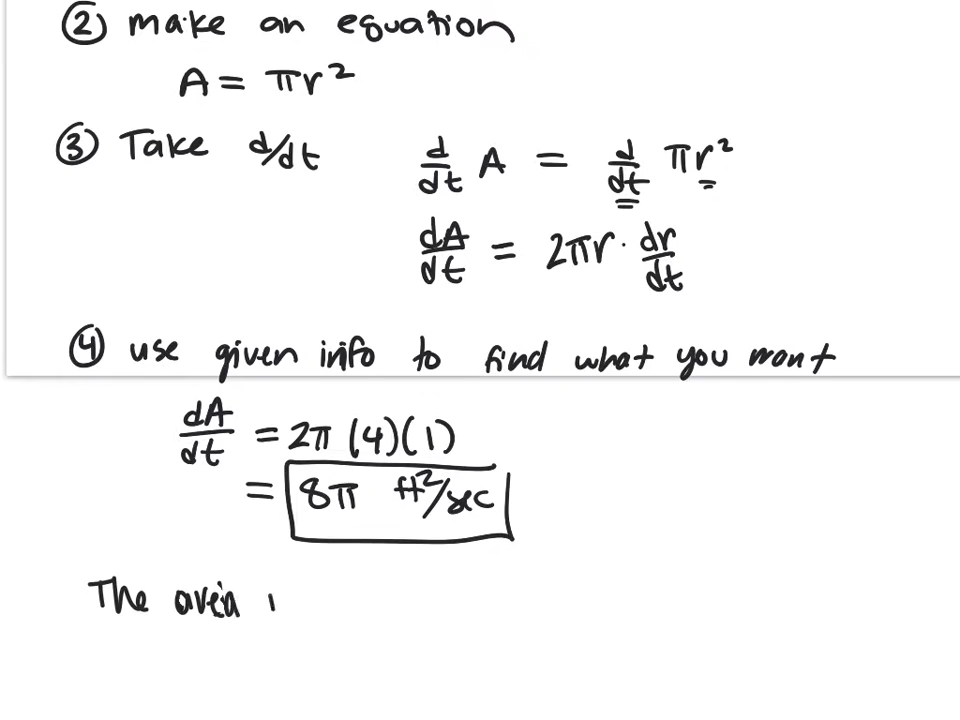 ② make an equation
A = πr²
③ Take d/dt d/dt A = d/dt πr²
dA/dt = 2πr · dr/dt
④ use given info to find what you want
dA/dt = 2π (4)(1)
= 8π ft²/sec
The area i